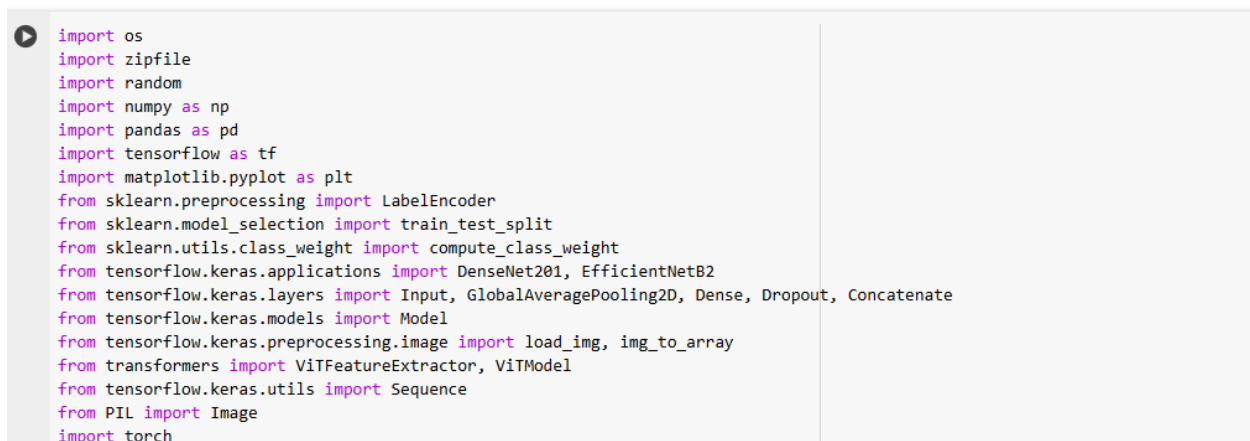 import os
import zipfile
import random
import numpy as np
import pandas as pd
import tensorflow as tf
import matplotlib.pyplot as plt
from sklearn.preprocessing import LabelEncoder
from sklearn.model_selection import train_test_split
from sklearn.utils.class_weight import compute_class_weight
from tensorflow.keras.applications import DenseNet201, EfficientNetB2
from tensorflow.keras.layers import Input, GlobalAveragePooling2D, Dense, Dropout, Concatenate
from tensorflow.keras.models import Model
from tensorflow.keras.preprocessing.image import load_img, img_to_array
from transformers import ViTFeatureExtractor, ViTModel
from tensorflow.keras.utils import Sequence
from PIL import Image
import torch